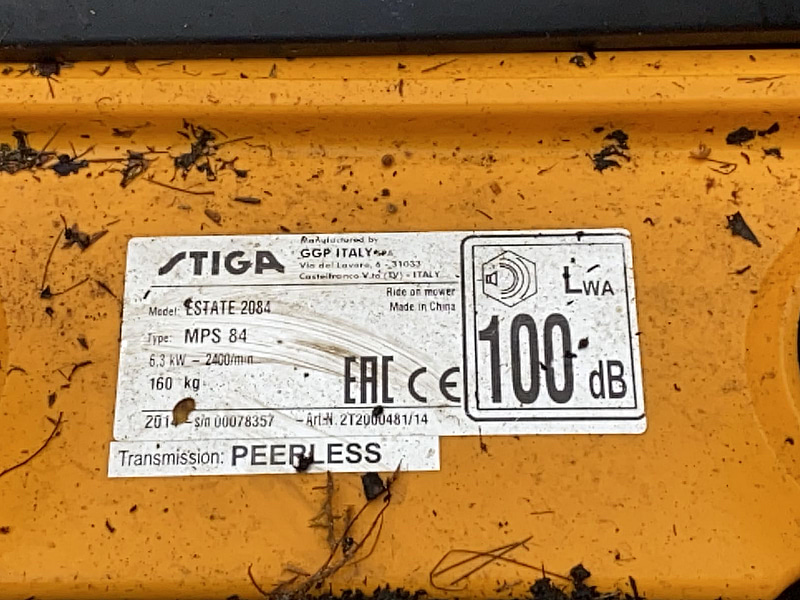 STIGA
Manufactured by
GGP ITALY SPA
Via del Lavoro, 6 - 31033
Castelfranco V.to (TV) - ITALY
Model: ESTATE 2084
Ride on mower
Made in China
Type: MPS 84
6,3 kW - 2400/min
160 kg
EAC CE
LWA
100 dB
2014 - s/n 00078357 - Art.-N. 2T2000481/14
Transmission: PEERLESS